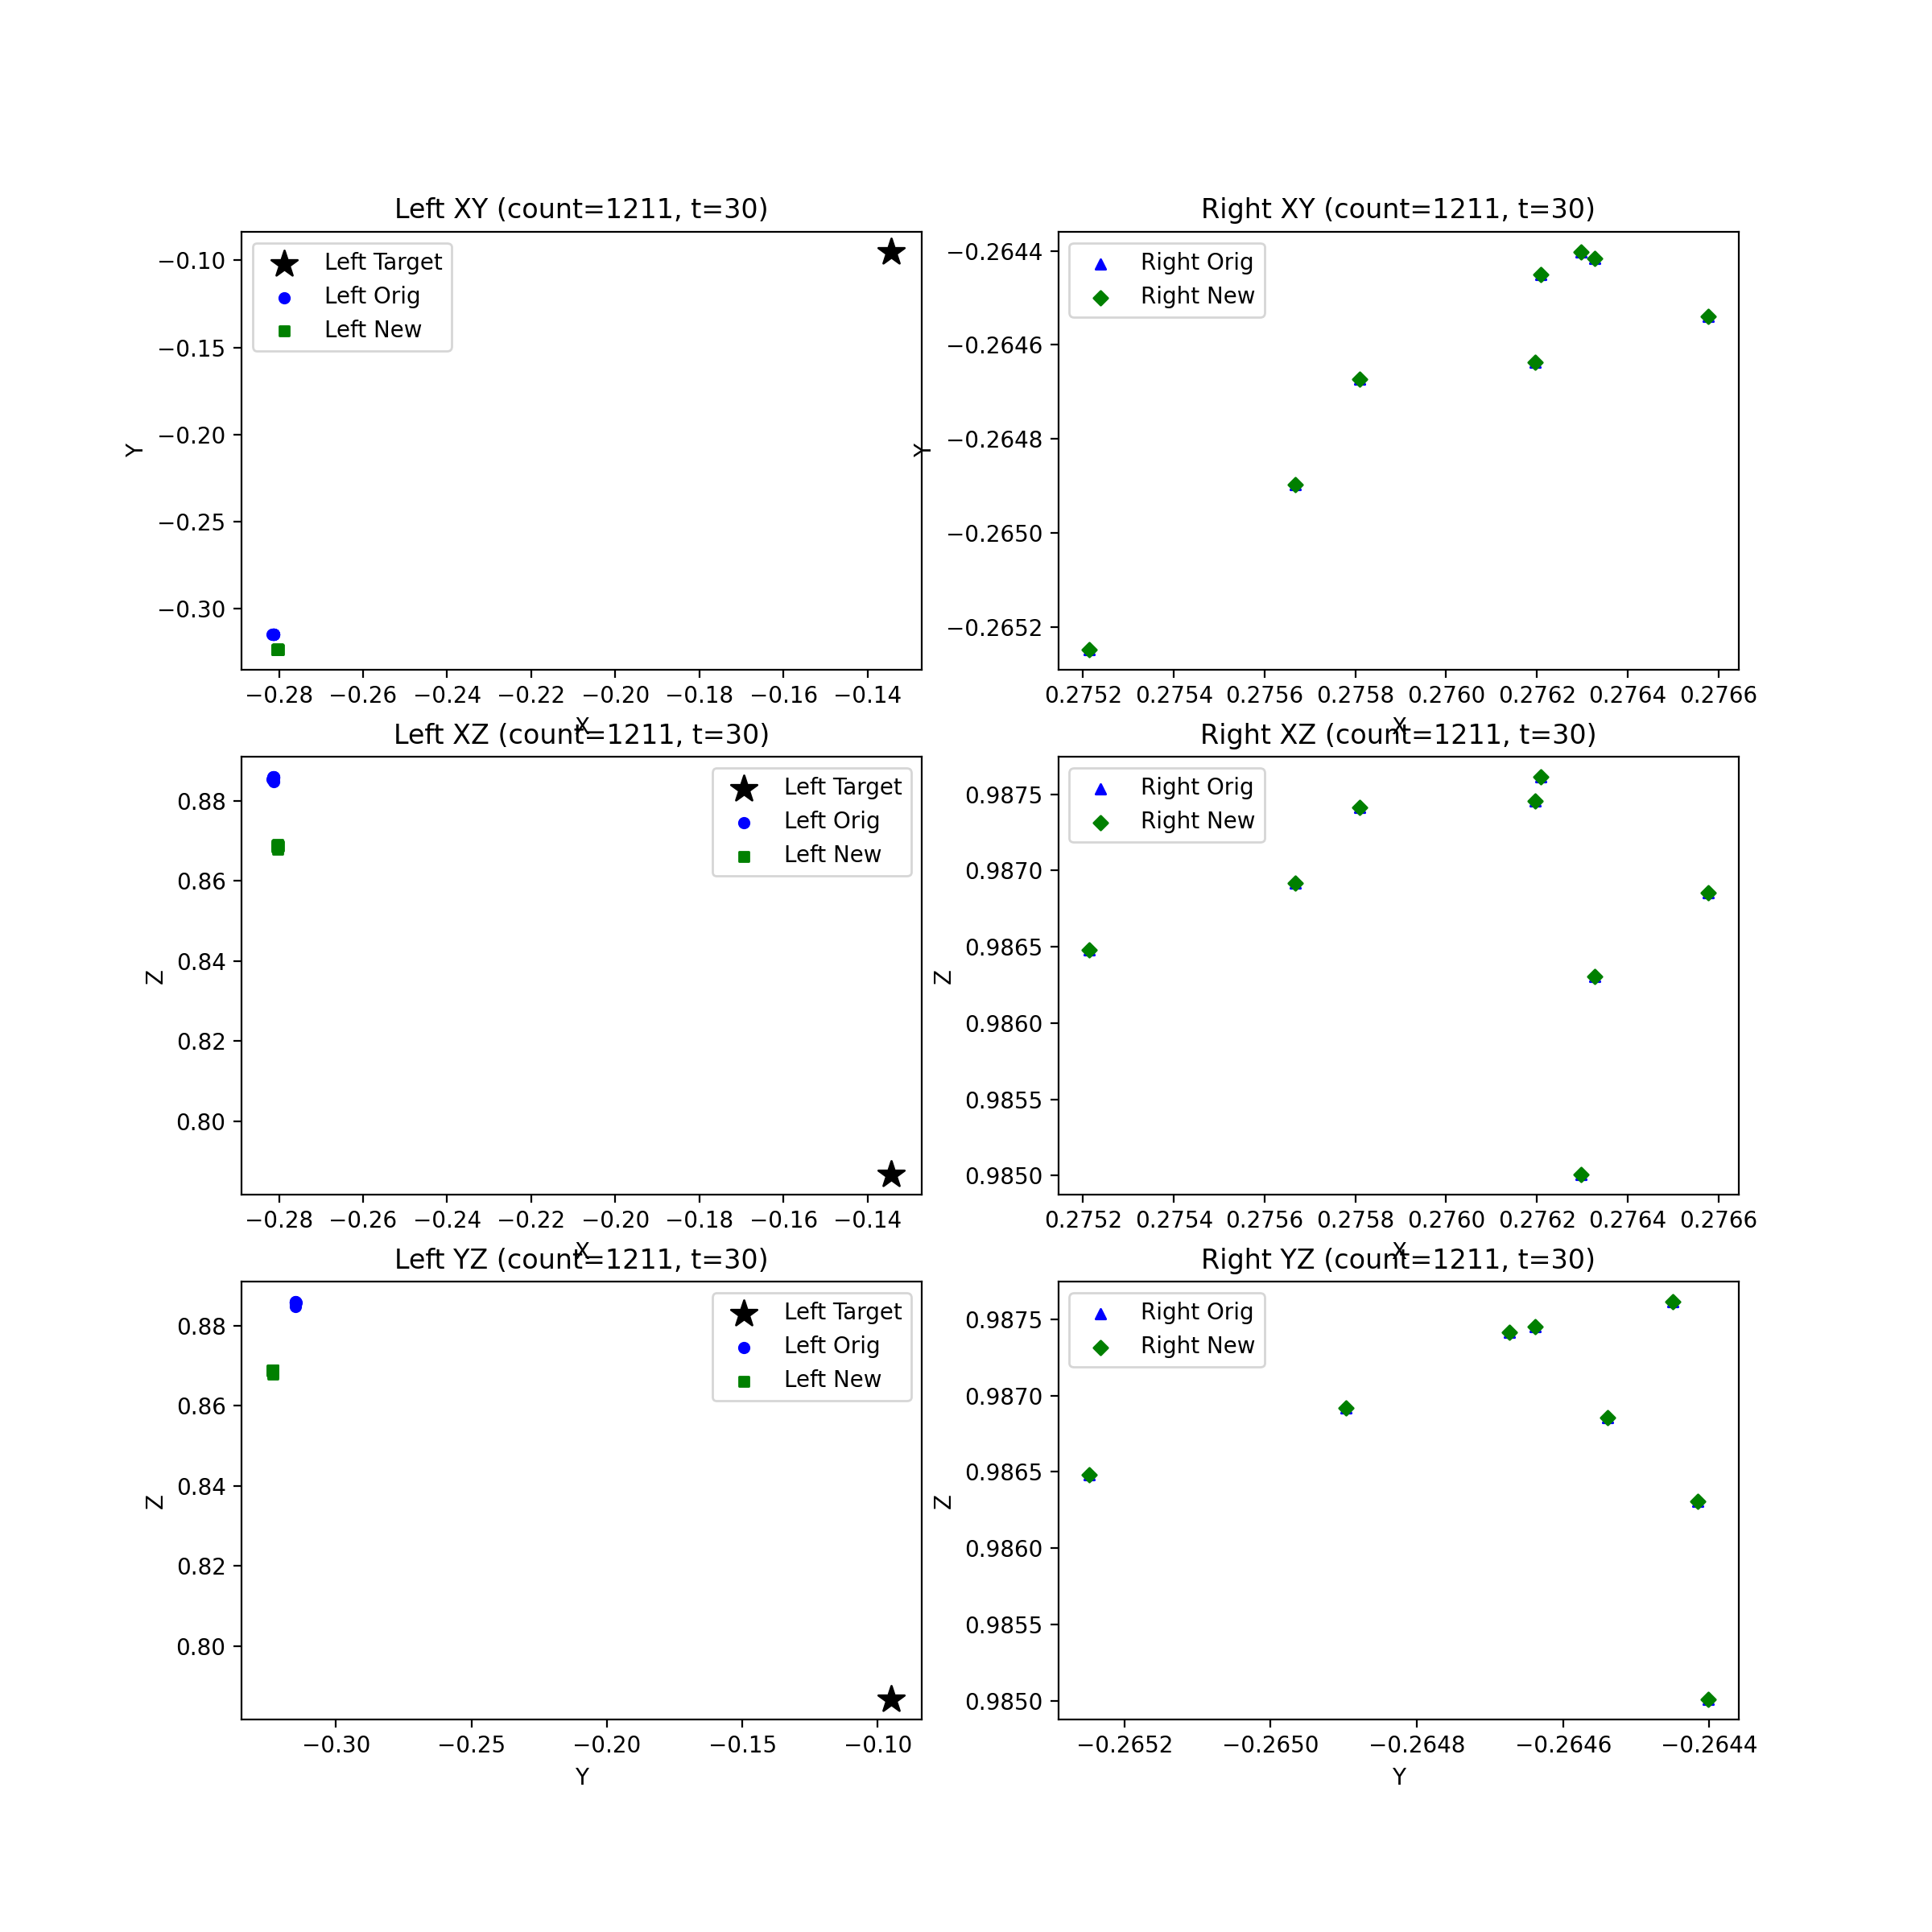 Left XY (count=1211, t=30)
Left Target
Left Orig
Left New
−0.10
−0.15
−0.20
−0.25
−0.30
Y
−0.28 −0.26 −0.24 −0.22 −0.20 −0.18 −0.16 −0.14
X
Right XY (count=1211, t=30)
Right Orig
Right New
−0.2644
−0.2646
−0.2648
−0.2650
−0.2652
Y
0.2752 0.2754 0.2756 0.2758 0.2760 0.2762 0.2764 0.2766
X
Left XZ (count=1211, t=30)
Left Target
Left Orig
Left New
0.88
0.86
0.84
0.82
0.80
Z
−0.28 −0.26 −0.24 −0.22 −0.20 −0.18 −0.16 −0.14
X
Right XZ (count=1211, t=30)
Right Orig
Right New
0.9875
0.9870
0.9865
0.9860
0.9855
0.9850
Z
0.2752 0.2754 0.2756 0.2758 0.2760 0.2762 0.2764 0.2766
X
Left YZ (count=1211, t=30)
Left Target
Left Orig
Left New
0.88
0.86
0.84
0.82
0.80
Z
−0.30 −0.25 −0.20 −0.15 −0.10
Y
Right YZ (count=1211, t=30)
Right Orig
Right New
0.9875
0.9870
0.9865
0.9860
0.9855
0.9850
Z
−0.2652 −0.2650 −0.2648 −0.2646 −0.2644
Y